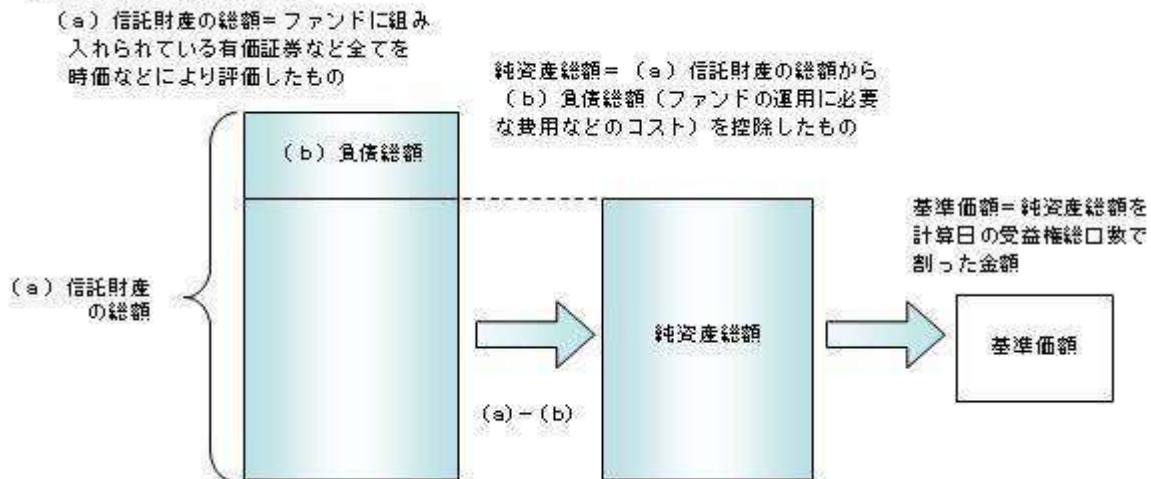 (a)信託財産の総額=ファンドに組み
入れられている有価証券など全てを
時価などにより評価したもの
純資産総額=(a)信託財産の総額から
(b)負債総額(ファンドの運用に必要
な費用などのコスト)を控除したもの
(b)負債総額
基準価額=純資産総額を
計算日の受益権総口数で
割った金額
(a)信託財産
の総額
純資産総額
基準価額
(a)-(b)